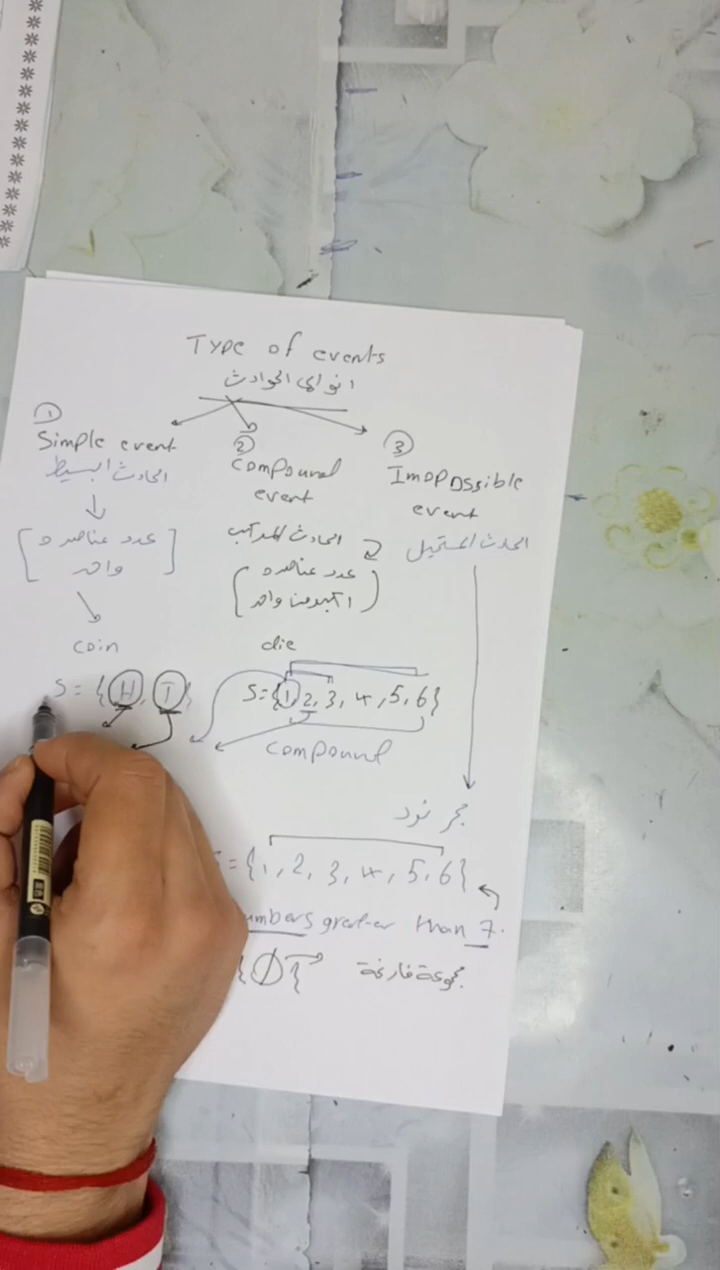 Type of events
انواع الحوادث
①
Simple event
الحادث البسيط
[عدد عناصره
واحد]
coin
S = {H, T}
②
compound
event
الحادث المركب
(عدد عناصره
اكبر من واحد)
die
S={1,2,3,4,5,6}
compound
③
Imopossible
event
الحدث المستحيل
حجر نرد
= {1, 2, 3, 4, 5, 6}
umbers greater than 7.
{∅}
مجموعة فارغة